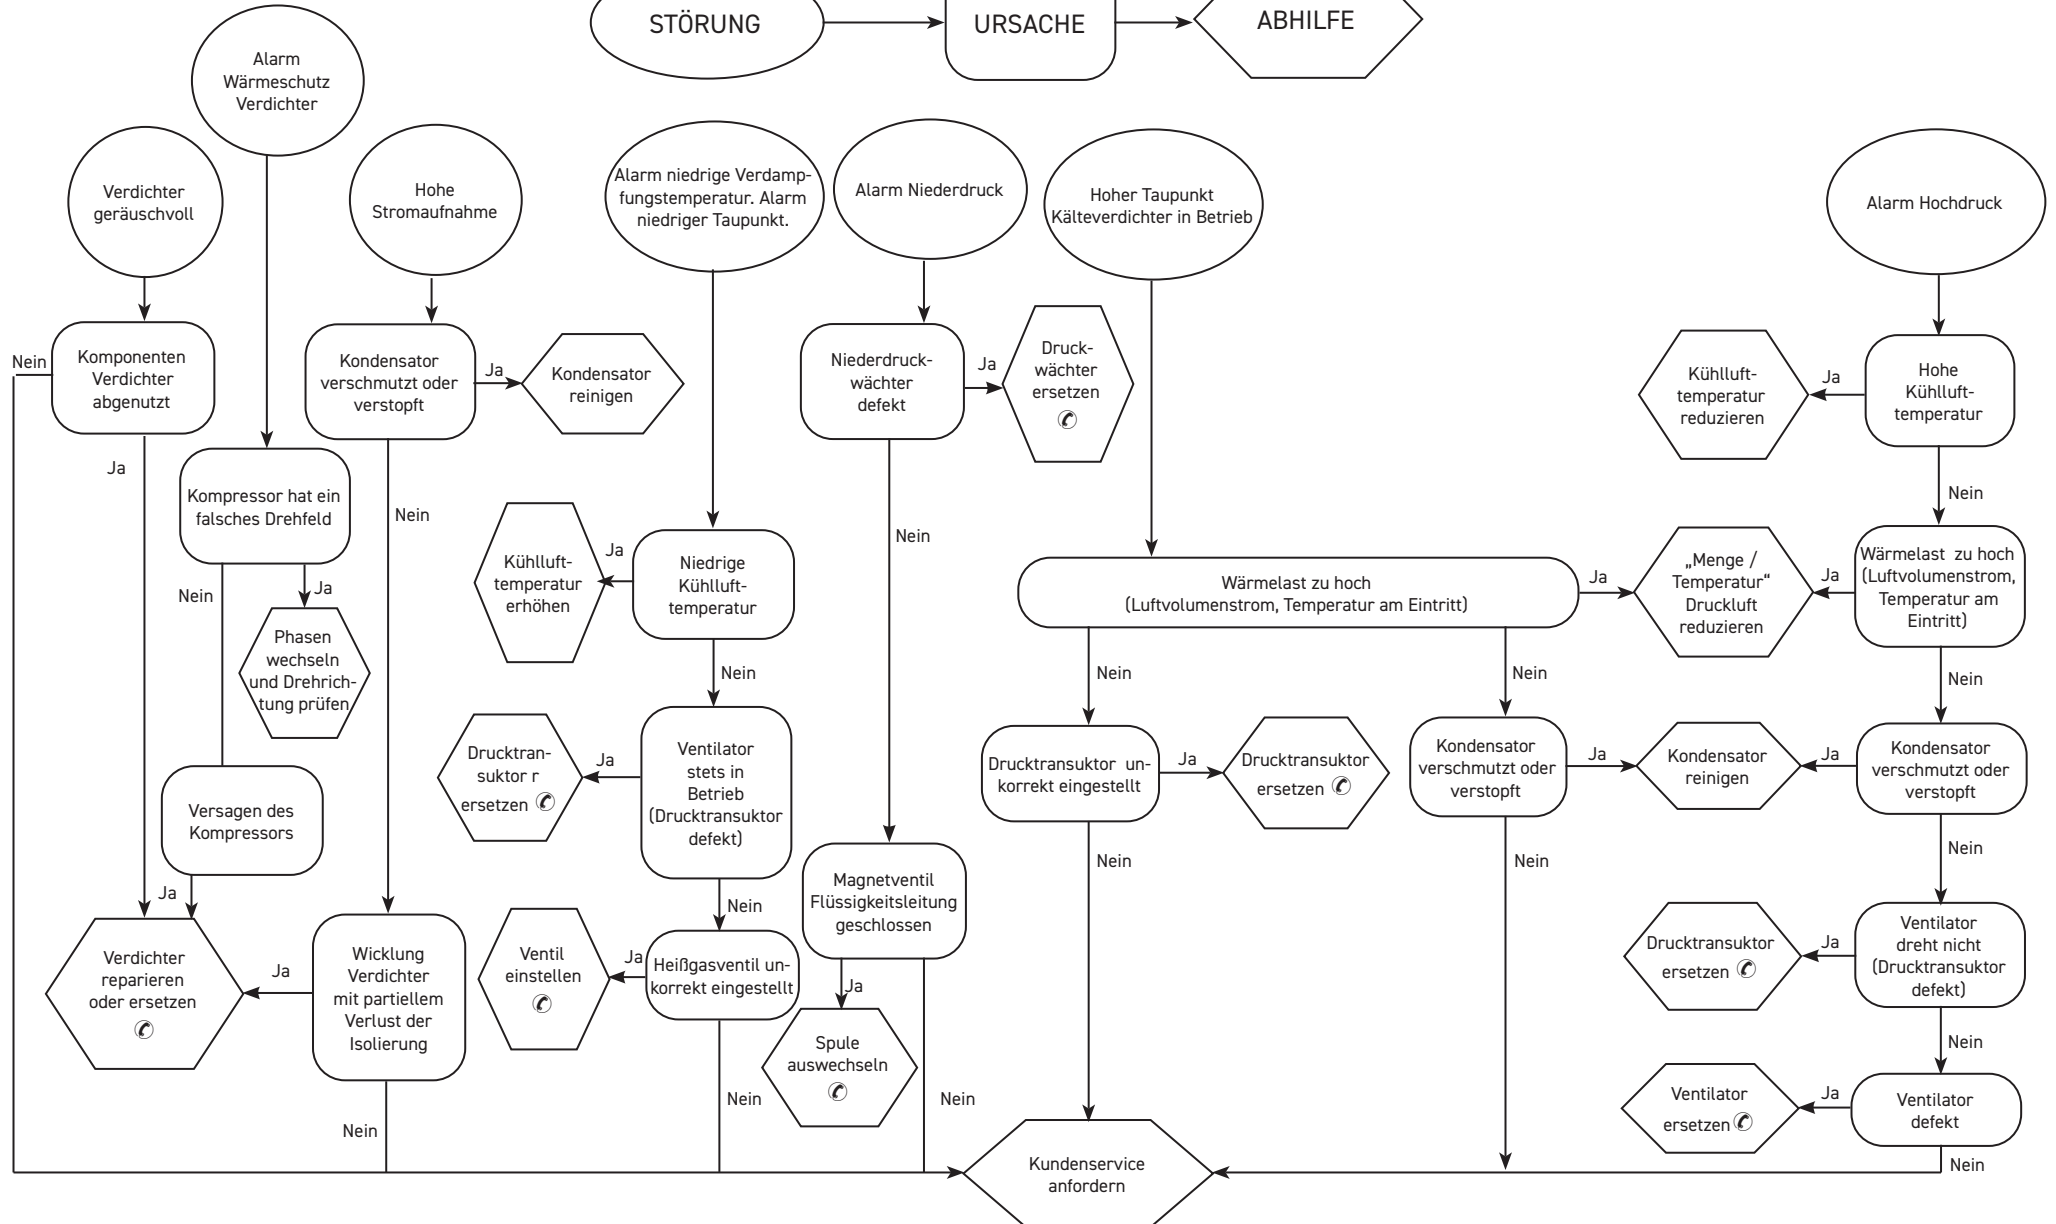 STÖRUNG
URSACHE
ABHILFE
Alarm
Wärmeschutz
Verdichter
Verdichter
geräuschvoll
Hohe
Stromaufnahme
Alarm niedrige Verdamp-
fungstemperatur. Alarm
niedriger Taupunkt.
Alarm Niederdruck
Hoher Taupunkt
Kälteverdichter in Betrieb
Alarm Hochdruck
Nein
Komponenten
Verdichter
abgenutzt
Ja
Kondensator
verschmutzt oder
verstopft
Ja
Kondensator
reinigen
Niederdruck-
wächter
defekt
Ja
Druck-
wächter
ersetzen
✆
Kühlluft-
temperatur
reduzieren
Ja
Hohe
Kühlluft-
temperatur
Kompressor hat ein
falsches Drehfeld
Nein
Nein
Nein
Nein
Ja
Phasen
wechseln
und Drehrich-
tung prüfen
Kühlluft-
temperatur
erhöhen
Ja
Niedrige
Kühlluft-
temperatur
Wärmelast zu hoch
(Luftvolumenstrom, Temperatur am Eintritt)
Ja
„Menge /
Temperatur“
Druckluft
reduzieren
Ja
Wärmelast zu hoch
(Luftvolumenstrom,
Temperatur am
Eintritt)
Nein
Nein
Nein
Nein
Versagen des
Kompressors
Ja
Drucktran-
suktor r
ersetzen ✆
Ja
Ventilator
stets in
Betrieb
(Drucktransuktor
defekt)
Drucktransuktor un-
korrekt eingestellt
Ja
Drucktransuktor
ersetzen ✆
Kondensator
verschmutzt oder
verstopft
Ja
Kondensator
reinigen
Ja
Kondensator
verschmutzt oder
verstopft
Nein
Nein
Nein
Nein
Verdichter
reparieren
oder ersetzen
✆
Ja
Wicklung
Verdichter
mit partiellem
Verlust der
Isolierung
Ventil
einstellen
✆
Ja
Heißgasventil un-
korrekt eingestellt
Magnetventil
Flüssigkeitsleitung
geschlossen
Ja
Spule
auswechseln
✆
Drucktransuktor
ersetzen ✆
Ja
Ventilator
dreht nicht
(Drucktransuktor
defekt)
Nein
Nein
Nein
Nein
Ventilator
ersetzen ✆
Ja
Ventilator
defekt
Nein
Kundenservice
anfordern